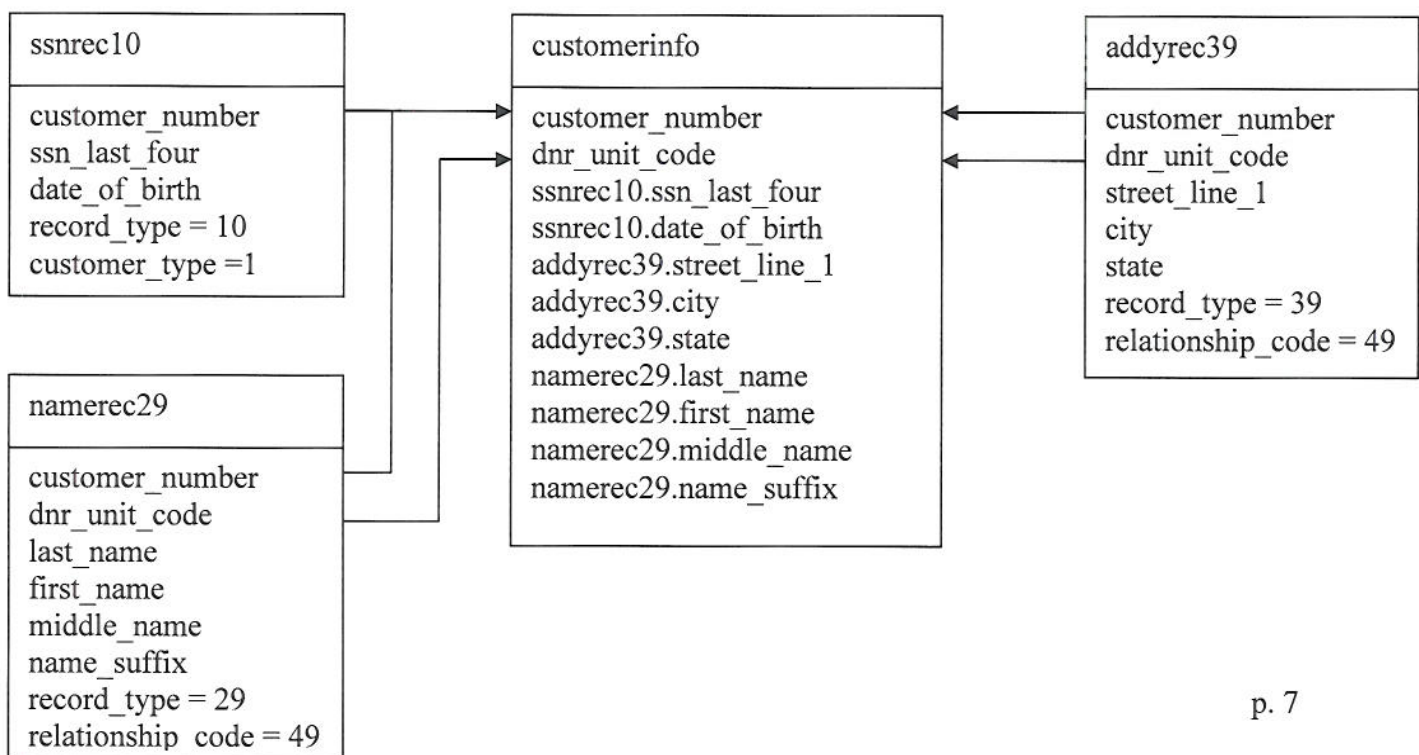 ssnrec10
customer_number
ssn_last_four
date_of_birth
record_type = 10
customer_type =1
namerec29
customer_number
dnr_unit_code
last_name
first_name
middle_name
name_suffix
record_type = 29
relationship_code = 49
customerinfo
customer_number
dnr_unit_code
ssnrec10.ssn_last_four
ssnrec10.date_of_birth
addyrec39.street_line_1
addyrec39.city
addyrec39.state
namerec29.last_name
namerec29.first_name
namerec29.middle_name
namerec29.name_suffix
addyrec39
customer_number
dnr_unit_code
street_line_1
city
state
record_type = 39
relationship_code = 49
p. 7